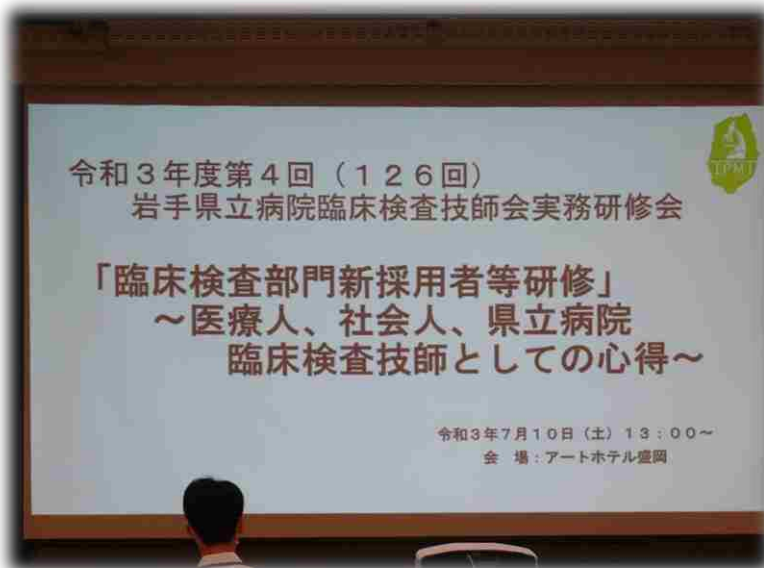 令和３年度第４回（１２６回）
岩手県立病院臨床検査技師会実務研修会
「臨床検査部門新採用者等研修」
～医療人、社会人、県立病院
臨床検査技師としての心得～
令和３年７月１０日（土）１３：００～
会　場：アートホテル盛岡
IPMT